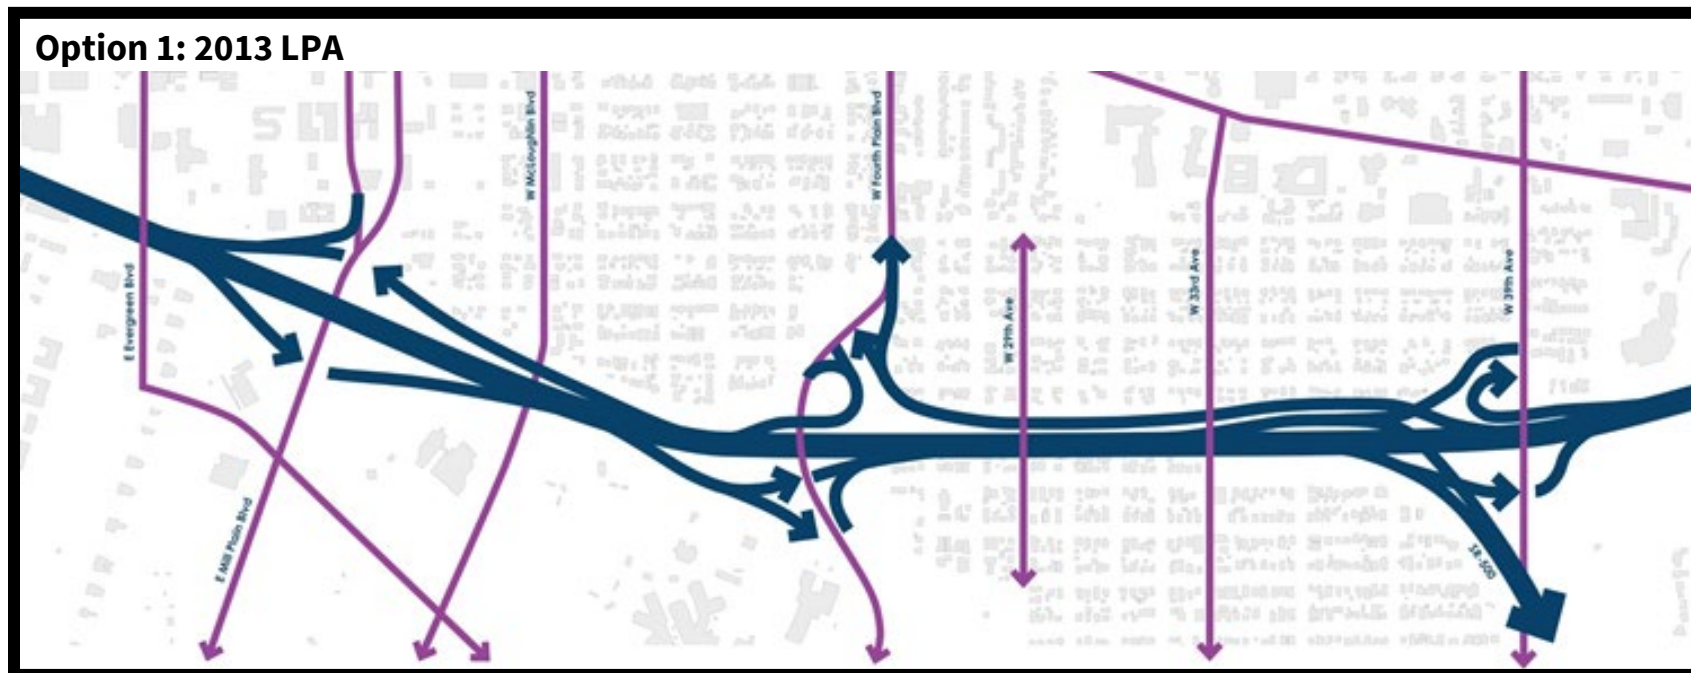 Option 1: 2013 LPA
E Evergreen Blvd
E Mill Plain Blvd
W McLoughlin Blvd
W Fourth Plain Blvd
W 29th Ave
W 33rd Ave
W 39th Ave
SR-500